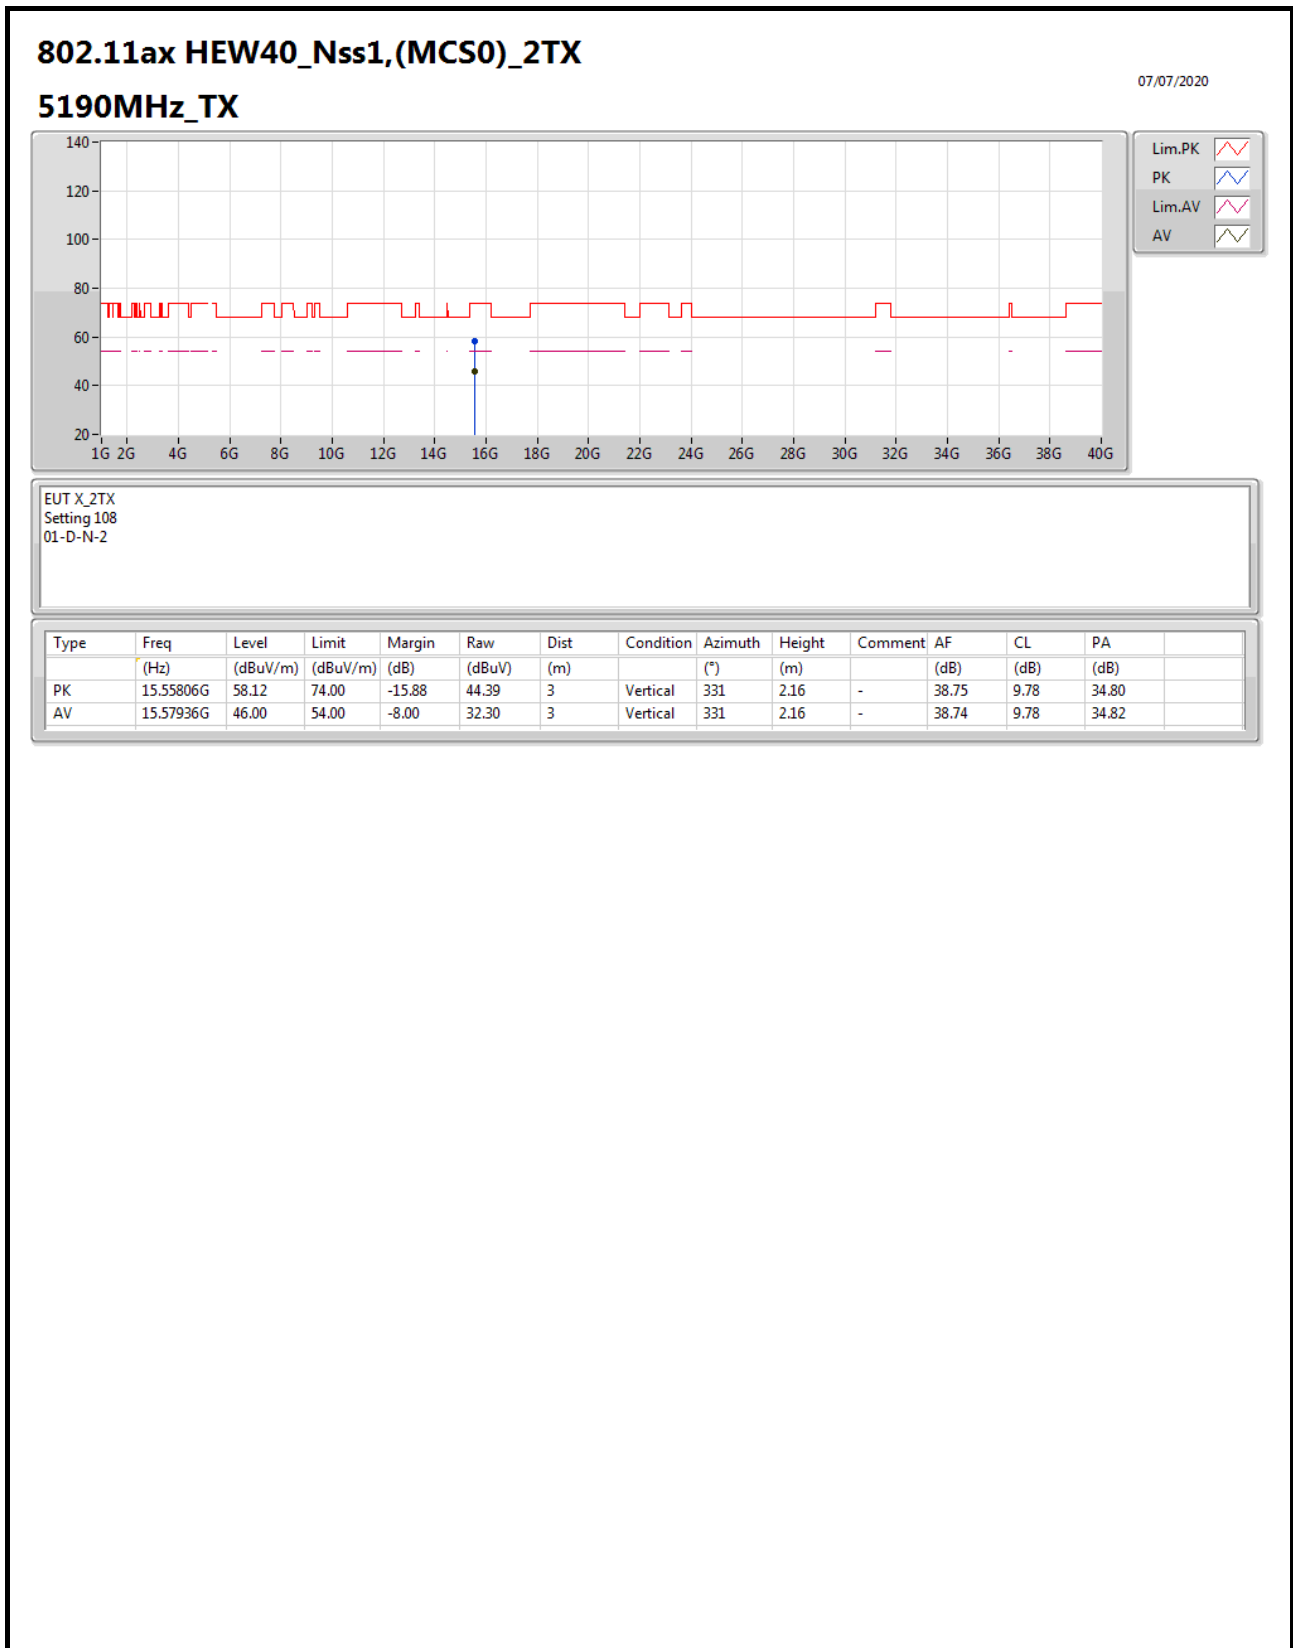 802.11ax HEW40_Nss1,(MCS0)_2TX
07/07/2020
5190MHz_TX
140
120
100
80
60
40
20
1G 2G 4G 6G 8G 10G 12G 14G 16G 18G 20G 22G 24G 26G 28G 30G 32G 34G 36G 38G 40G
Lim.PK
PK
Lim.AV
AV
EUT X_2TX
Setting 108
01-D-N-2
Type Freq Level Limit Margin Raw Dist Condition Azimuth Height Comment AF CL PA
(Hz) (dBuV/m) (dBuV/m) (dB) (dBuV) (m) (°) (m) (dB) (dB) (dB)
PK 15.55806G 58.12 74.00 -15.88 44.39 3 Vertical 331 2.16 - 38.75 9.78 34.80
AV 15.57936G 46.00 54.00 -8.00 32.30 3 Vertical 331 2.16 - 38.74 9.78 34.82